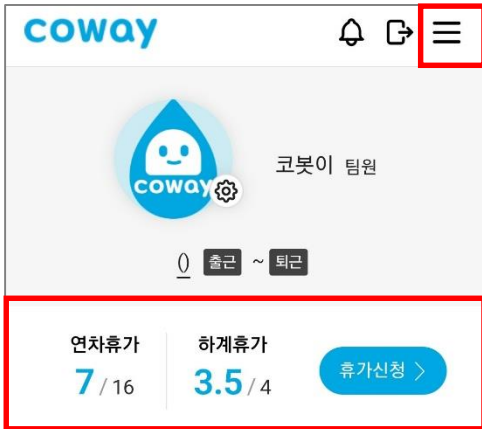 coway
coway
코봇이 팀원
() 출근 ~ 퇴근
연차휴가 하계휴가
7 / 16 3.5 / 4 휴가신청 >